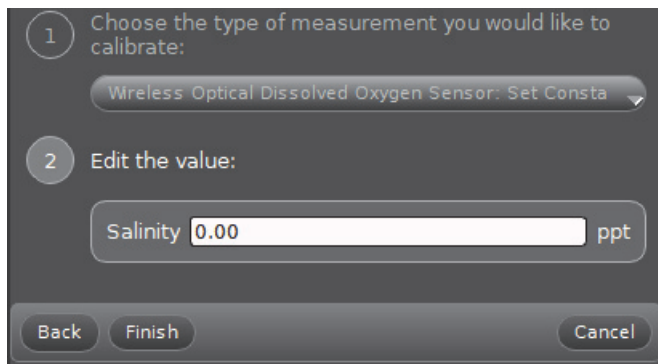 1
Choose the type of measurement you would like to
calibrate:
Wireless Optical Dissolved Oxygen Sensor: Set Consta
2
Edit the value:
Salinity 0.00 ppt
Back Finish Cancel